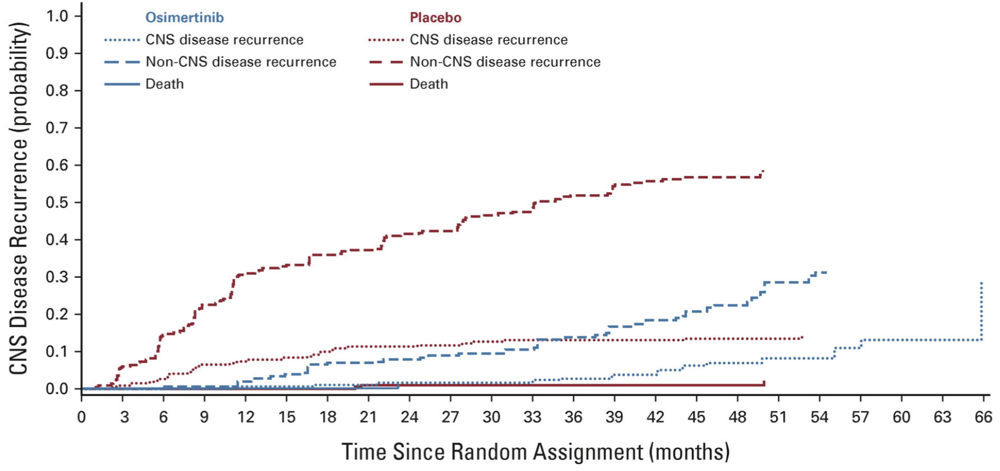 CNS Disease Recurrence (probability)
1.0
0.9
0.8
0.7
0.6
0.5
0.4
0.3
0.2
0.1
0.0
Osimertinib
CNS disease recurrence
Non-CNS disease recurrence
Death
Placebo
CNS disease recurrence
Non-CNS disease recurrence
Death
0 3 6 9 12 15 18 21 24 27 30 33 36 39 42 45 48 51 54 57 60 63 66
Time Since Random Assignment (months)